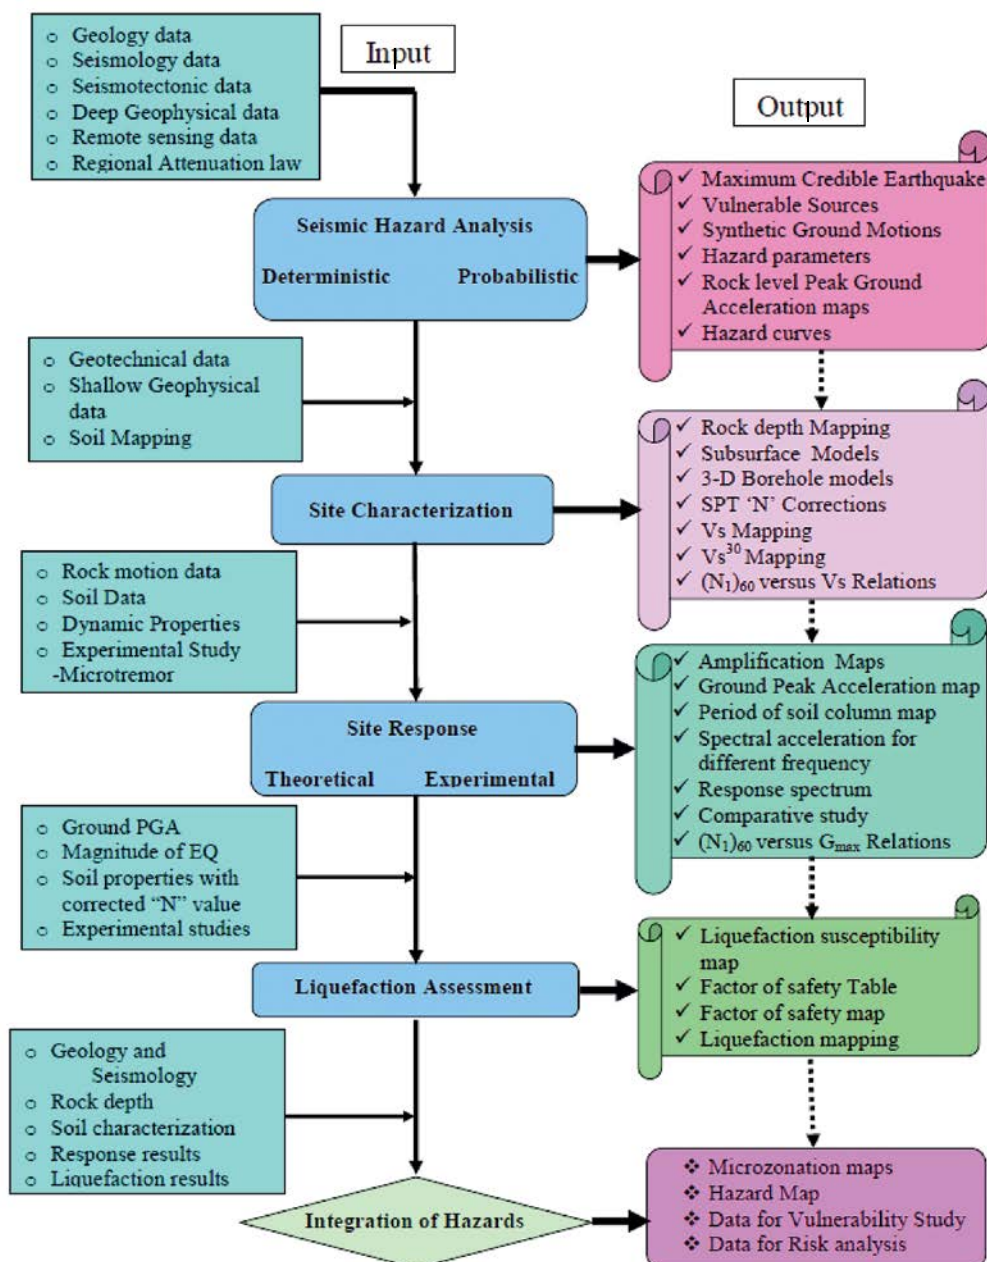 Input
Output
o Geology data
o Seismology data
o Seismotectonic data
o Deep Geophysical data
o Remote sensing data
o Regional Attenuation law
Seismic Hazard Analysis
Deterministic Probabilistic
✓ Maximum Credible Earthquake
✓ Vulnerable Sources
✓ Synthetic Ground Motions
✓ Hazard parameters
✓ Rock level Peak Ground
Acceleration maps
✓ Hazard curves
o Geotechnical data
o Shallow Geophysical
data
o Soil Mapping
Site Characterization
✓ Rock depth Mapping
✓ Subsurface Models
✓ 3-D Borehole models
✓ SPT ‘N’ Corrections
✓ Vs Mapping
✓ Vs³⁰ Mapping
✓ (N₁)₆₀ versus Vs Relations
o Rock motion data
o Soil Data
o Dynamic Properties
o Experimental Study
-Microtremor
Site Response
Theoretical Experimental
✓ Amplification Maps
✓ Ground Peak Acceleration map
✓ Period of soil column map
✓ Spectral acceleration for
different frequency
✓ Response spectrum
✓ Comparative study
✓ (N₁)₆₀ versus Gmax Relations
o Ground PGA
o Magnitude of EQ
o Soil properties with
corrected “N” value
o Experimental studies
Liquefaction Assessment
✓ Liquefaction susceptibility
map
✓ Factor of safety Table
✓ Factor of safety map
✓ Liquefaction mapping
o Geology and
Seismology
o Rock depth
o Soil characterization
o Response results
o Liquefaction results
Integration of Hazards
❖ Microzonation maps
❖ Hazard Map
❖ Data for Vulnerability Study
❖ Data for Risk analysis